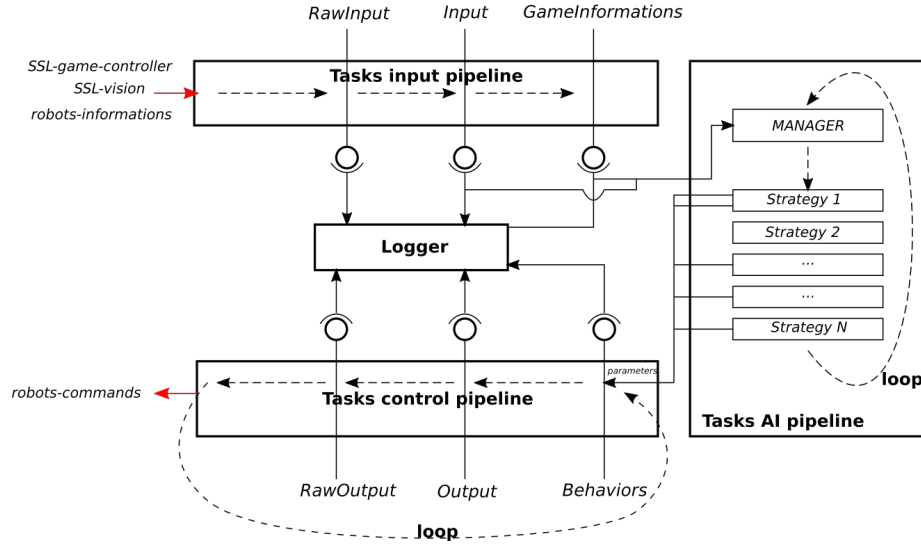 RawInput
Input
GameInformations
SSL-game-controller
SSL-vision
robots-informations
Tasks input pipeline
MANAGER
Strategy 1
Strategy 2
...
...
Strategy N
loop
Tasks AI pipeline
Logger
parameters
robots-commands
Tasks control pipeline
RawOutput
Output
Behaviors
loop